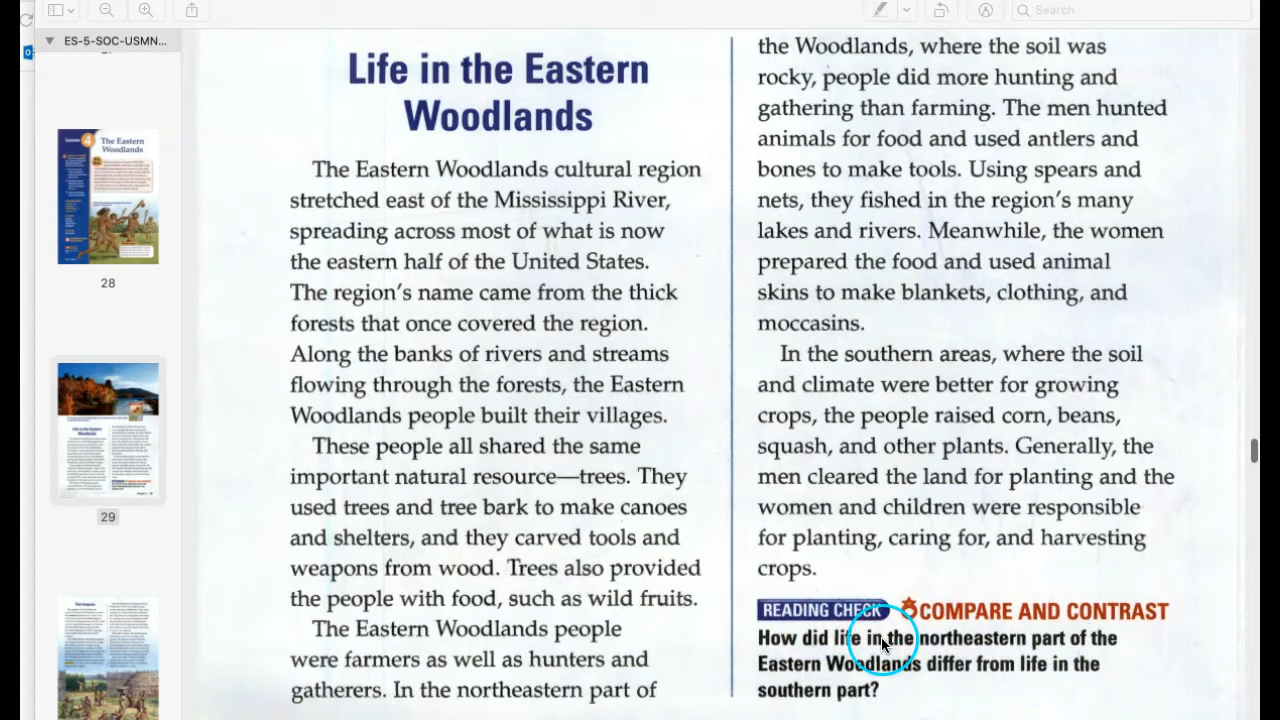 Search
ES-5-SOC-USMN...
28
29
Life in the Eastern
Woodlands
The Eastern Woodlands cultural region
stretched east of the Mississippi River,
spreading across most of what is now
the eastern half of the United States.
The region's name came from the thick
forests that once covered the region.
Along the banks of rivers and streams
flowing through the forests, the Eastern
Woodlands people built their villages.
These people all shared the same
important natural resource—trees. They
used trees and tree bark to make canoes
and shelters, and they carved tools and
weapons from wood. Trees also provided
the people with food, such as wild fruits.
The Eastern Woodlands people
were farmers as well as hunters and
gatherers. In the northeastern part of
the Woodlands, where the soil was
rocky, people did more hunting and
gathering than farming. The men hunted
animals for food and used antlers and
bones to make tools. Using spears and
nets, they fished in the region's many
lakes and rivers. Meanwhile, the women
prepared the food and used animal
skins to make blankets, clothing, and
moccasins.
In the southern areas, where the soil
and climate were better for growing
crops, the people raised corn, beans,
squash, and other plants. Generally, the
men cleared the land for planting and the
women and children were responsible
for planting, caring for, and harvesting
crops.
READING CHECK COMPARE AND CONTRAST
How did life in the northeastern part of the
Eastern Woodlands differ from life in the
southern part?